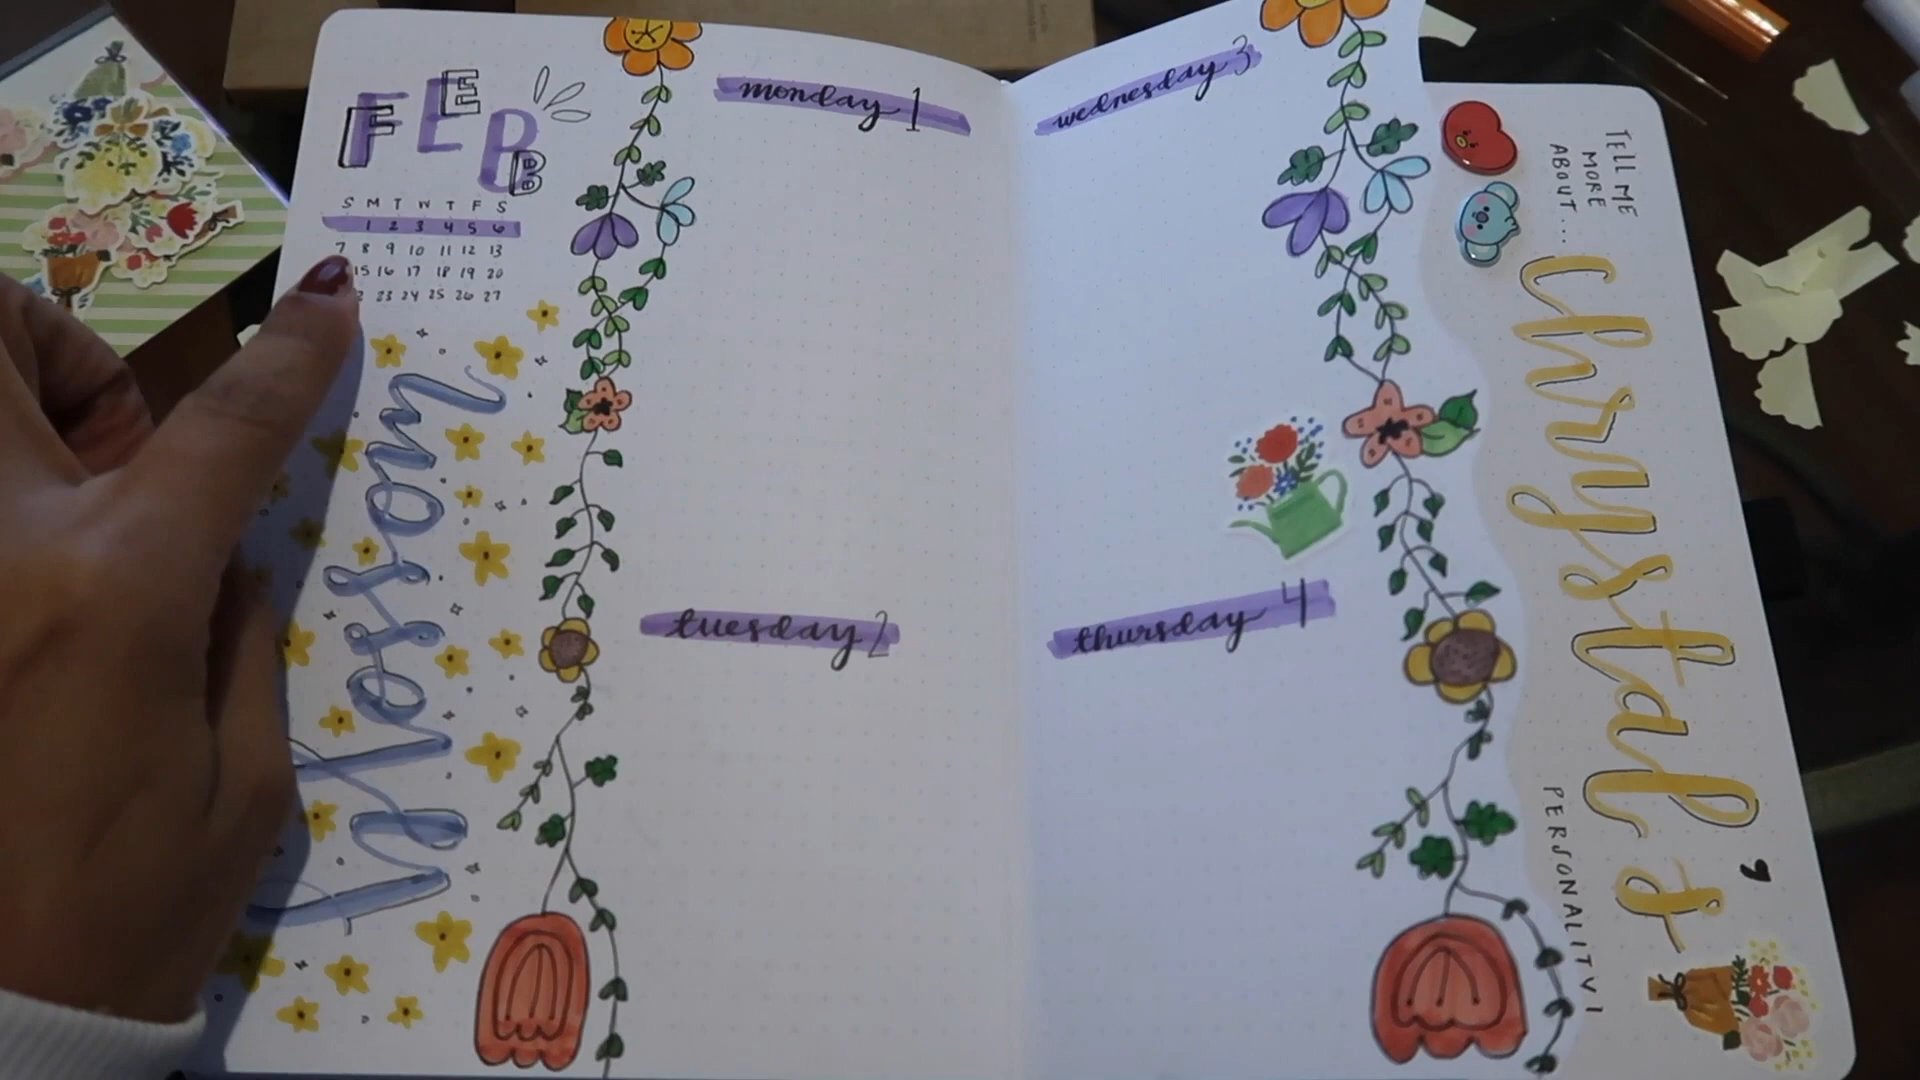 FEB
S M T W T F S
1 2 3 4 5 6
7 8 9 10 11 12 13
15 16 17 18 19 20
23 24 25 26 27
Blossom
monday 1
tuesday 2
wednesday 3
thursday 4
TELL ME
MORE
ABOUT...
Chrystal's
PERSONALITY!